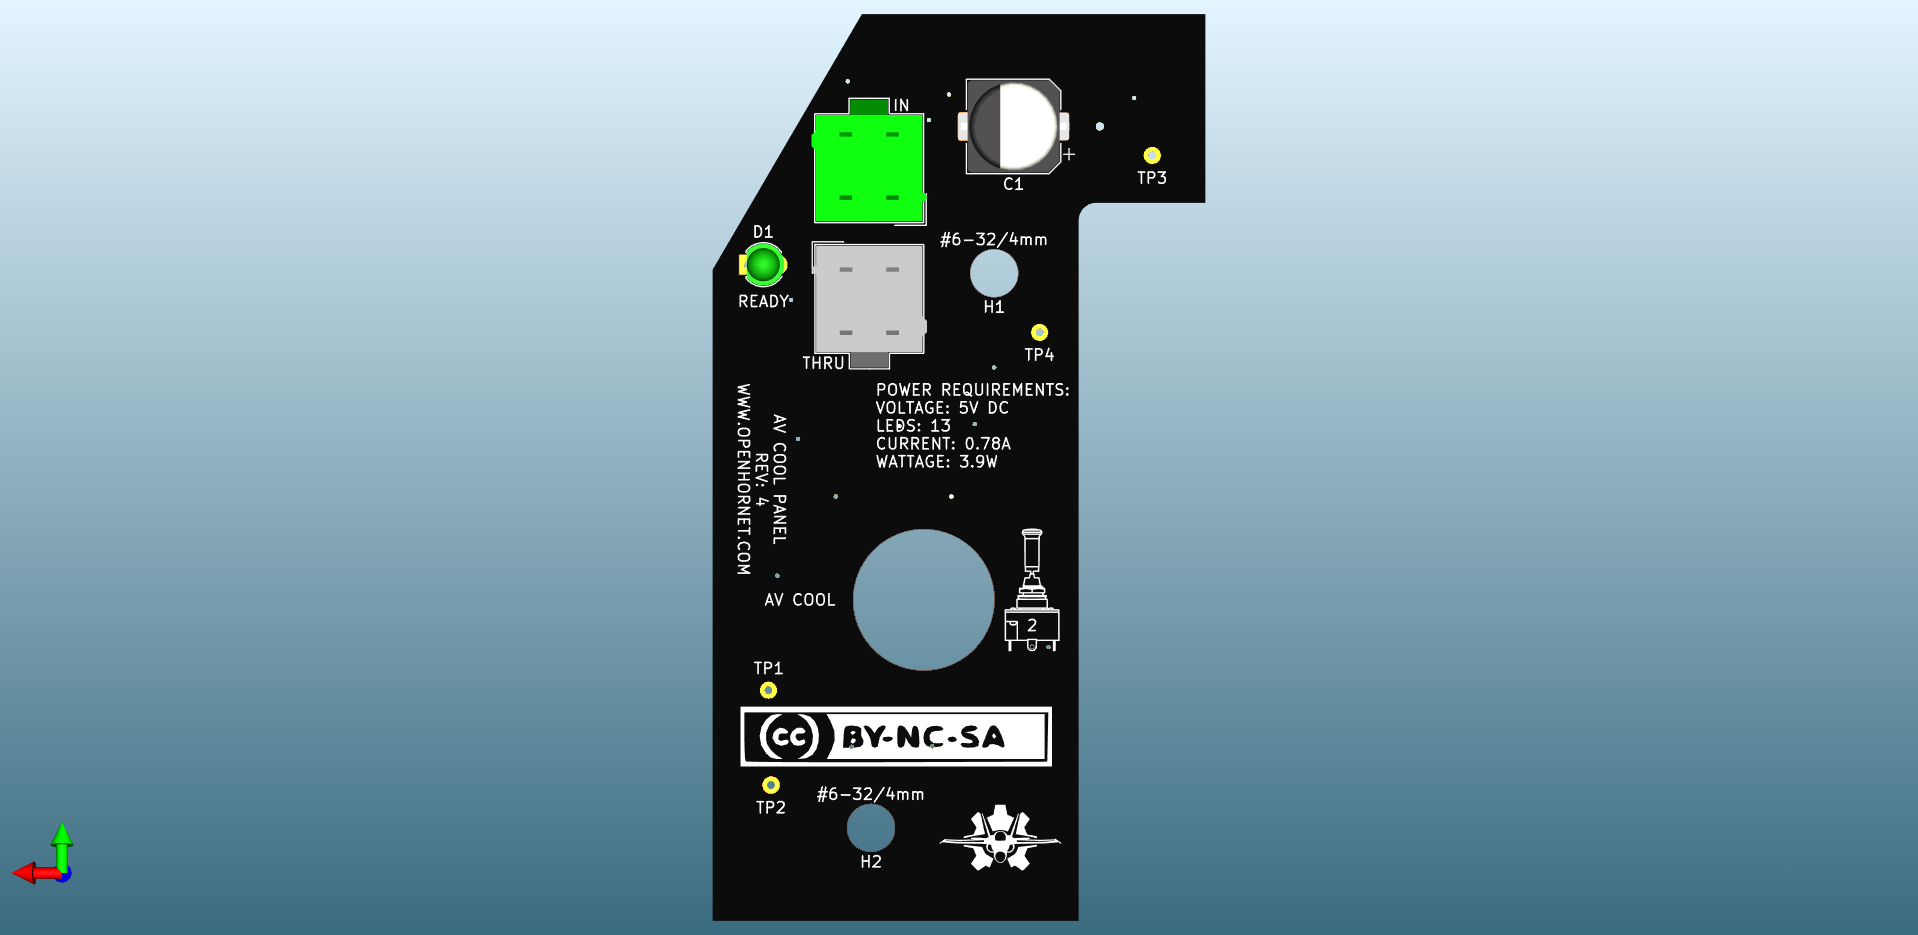 IN
+
C1
TP3
D1
READY
#6-32/4mm
H1
TP4
THRU
POWER REQUIREMENTS:
VOLTAGE: 5V DC
LEDS: 13
CURRENT: 0.78A
WATTAGE: 3.9W
AV COOL PANEL
REV: 4
WWW.OPENHORNET.COM
AV COOL
2
TP1
cc BY-NC-SA
TP2
#6-32/4mm
H2